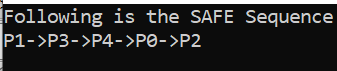 Following is the SAFE Sequence
P1->P3->P4->P0->P2